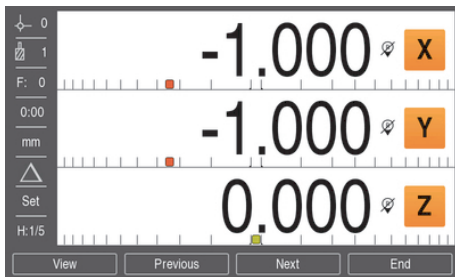 0
1
F: 0
0:00
mm
Set
H:1/5
-1.000 X
-1.000 Y
0.000 Z
View Previous Next End